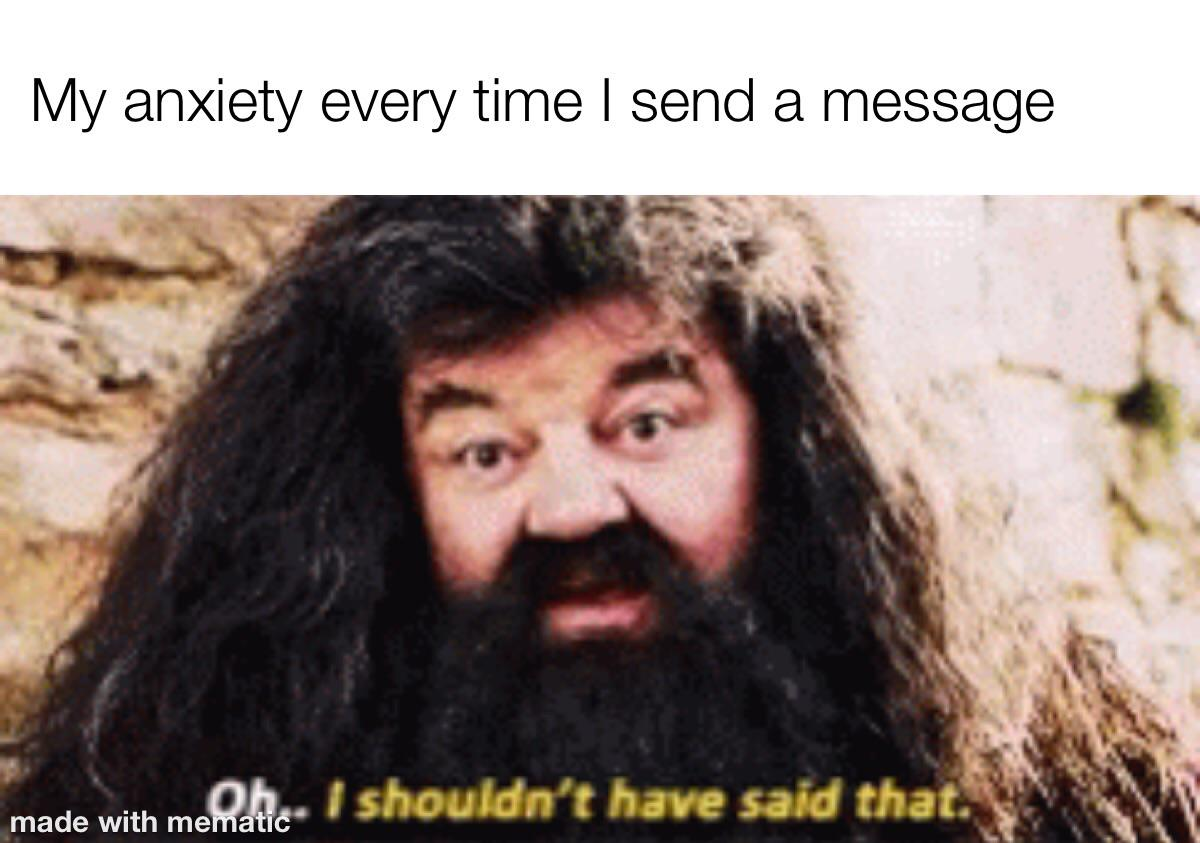 My anxiety every time I send a message
Oh.. I shouldn't have said that.
made with mematic